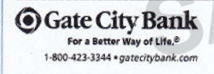 Gate City Bank
For a Better Way of Life.®
1-800-423-3344 • gatecitybank.com